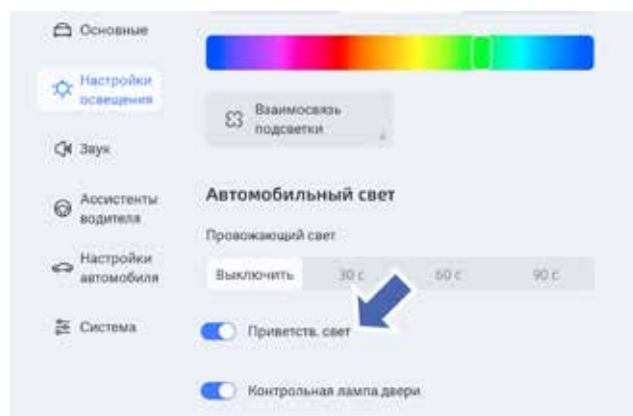 Основные
Настройки
освещения
Звук
Ассистенты
водителя
Настройки
автомобиля
Система
Взаимосвязь
подсветки
Автомобильный свет
Провожающий свет
Выключить 30 с 60 с 90 с
Приветств. свет
Контрольная лампа двери